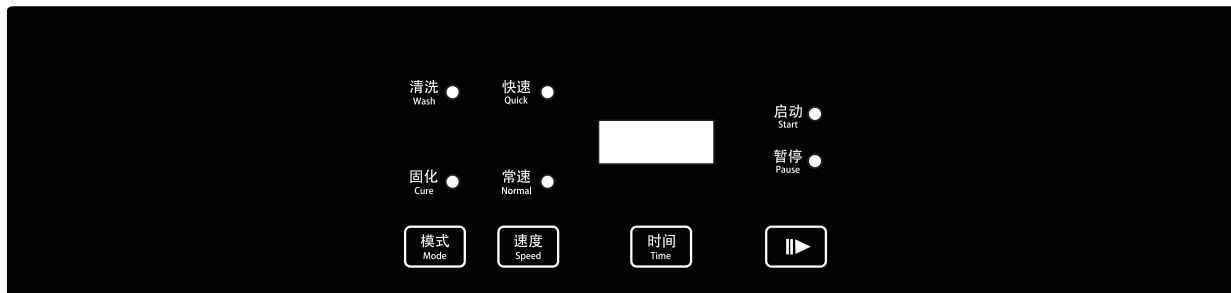 清洗
Wash
快速
Quick
启动
Start
暂停
Pause
固化
Cure
常速
Normal
模式
Mode
速度
Speed
时间
Time